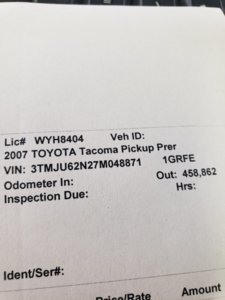 Lic# WYH8404 Veh ID:
2007 TOYOTA Tacoma Pickup Prer
VIN: 3TMJU62N27M048871 1GRFE
Odometer In: Out: 458,862
Inspection Due: Hrs:
Ident/Ser#:
Price/Rate Amount